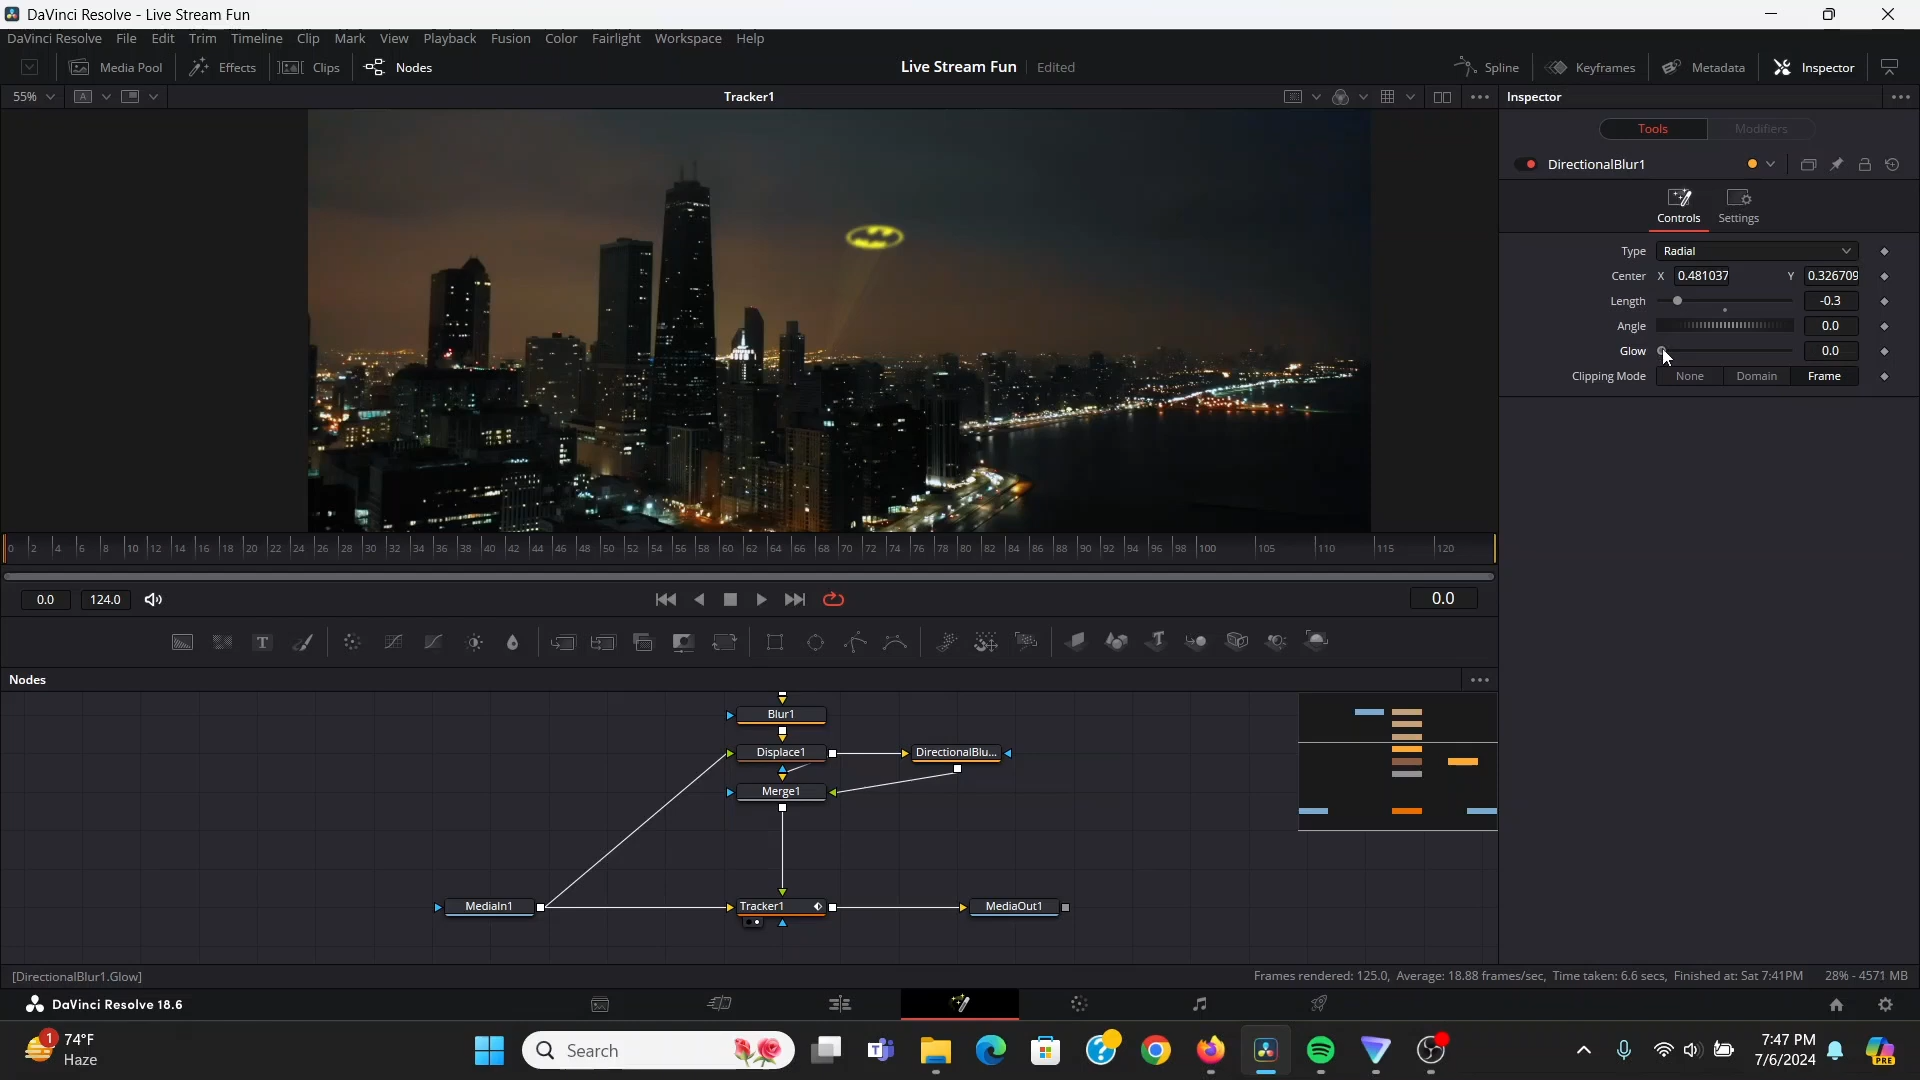 DaVinci Resolve - Live Stream Fun
DaVinci Resolve File Edit Trim Timeline Clip Mark View Playback Fusion Color Fairlight Workspace Help
Media Pool Effects Clips Nodes Live Stream Fun Edited Spline Keyframes Metadata Inspector
55% A Tracker1 Inspector
Tools Modifiers
DirectionalBlur1
Controls Settings
Type Radial
Center X 0.481037 Y 0.326709
Length -0.3
Angle 0.0
Glow 0.0
Clipping Mode None Domain Frame
0 2 4 6 8 10 12 14 16 18 20 22 24 26 28 30 32 34 36 38 40 42 44 46 48 50 52 54 56 58 60 62 64 66 68 70 72 74 76 78 80 82 84 86 88 90 92 94 96 98 100 105 110 115 120
0.0 124.0 0.0
T
Nodes
Blur1
Displace1 DirectionalBlu...
Merge1
MediaIn1 Tracker1 MediaOut1
[DirectionalBlur1.Glow] Frames rendered: 125.0, Average: 18.88 frames/sec, Time taken: 6.6 secs, Finished at: Sat 7:41PM 28% - 4571 MB
DaVinci Resolve 18.6
1 74°F
Haze
Search
7:47 PM
7/6/2024
PRE